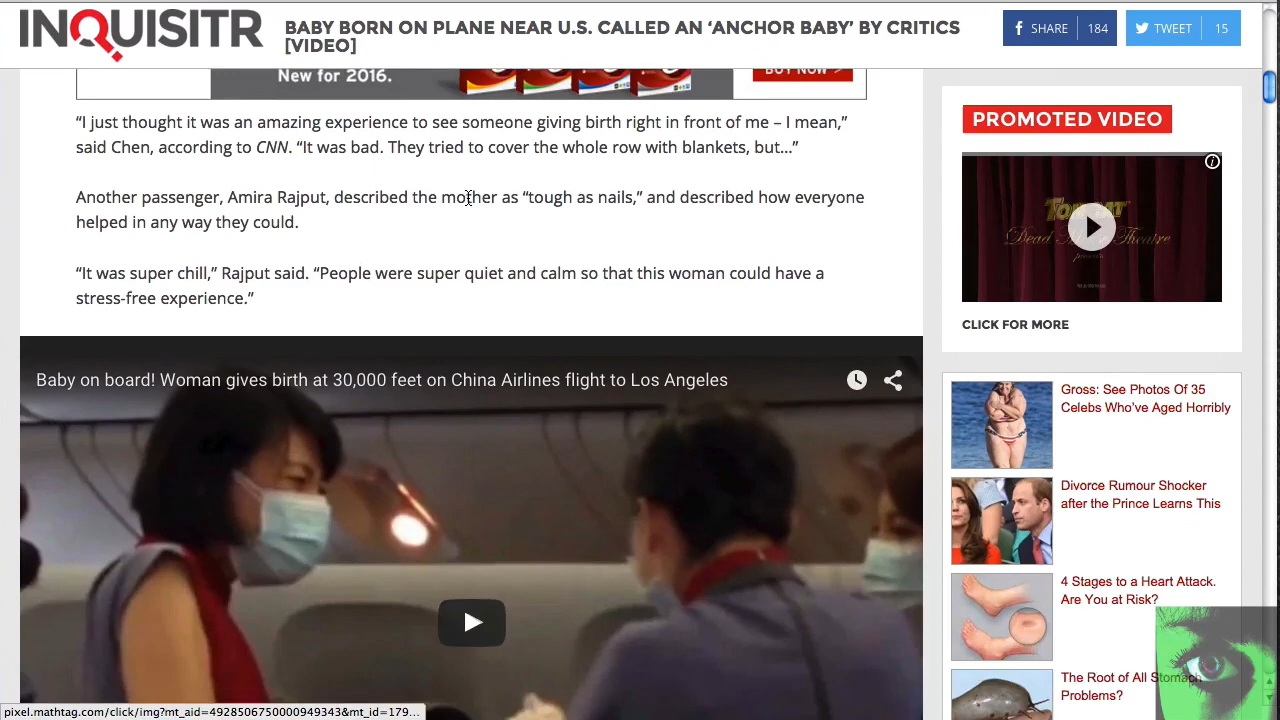 INQUISITR
BABY BORN ON PLANE NEAR U.S. CALLED AN ‘ANCHOR BABY’ BY CRITICS
[VIDEO]
SHARE 184
TWEET 15
New for 2016.
BUY NOW >
“I just thought it was an amazing experience to see someone giving birth right in front of me – I mean,”
said Chen, according to CNN. “It was bad. They tried to cover the whole row with blankets, but…”
Another passenger, Amira Rajput, described the mother as “tough as nails,” and described how everyone
helped in any way they could.
“It was super chill,” Rajput said. “People were super quiet and calm so that this woman could have a
stress-free experience.”
Baby on board! Woman gives birth at 30,000 feet on China Airlines flight to Los Angeles
PROMOTED VIDEO
Theatre
CLICK FOR MORE
Gross: See Photos Of 35
Celebs Who’ve Aged Horribly
Divorce Rumour Shocker
after the Prince Learns This
4 Stages to a Heart Attack.
Are You at Risk?
The Root of All Stomach
Problems?
pixel.mathtag.com/click/img?mt_aid=4928506750000949343&mt_id=179...